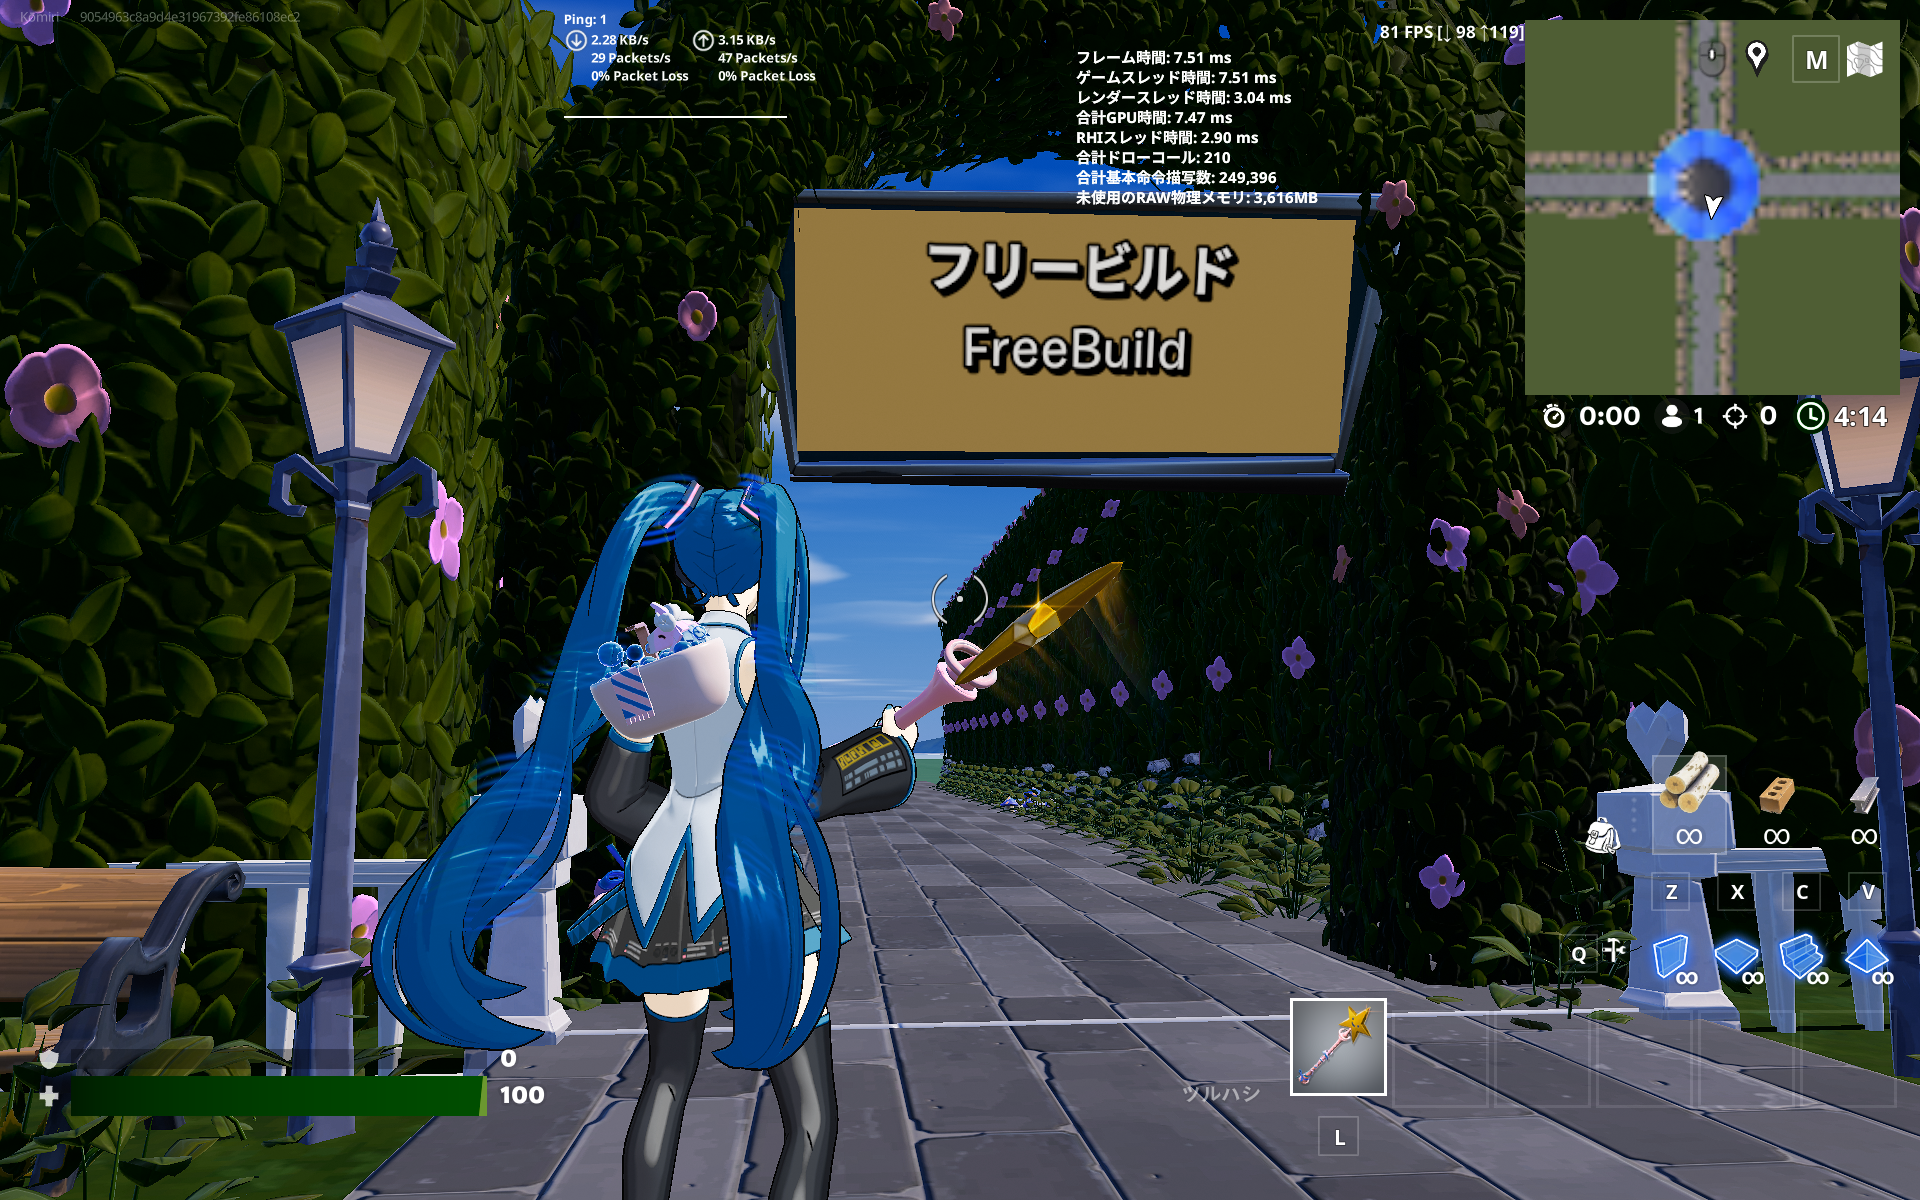 Komiri 9054963c8a9d4e31967392fe86108ec2
Ping: 1
2.28 KB/s 3.15 KB/s
29 Packets/s 47 Packets/s
0% Packet Loss 0% Packet Loss
81 FPS [↓ 98 ↑119]
フレーム時間: 7.51 ms
ゲームスレッド時間: 7.51 ms
レンダースレッド時間: 3.04 ms
合計GPU時間: 7.47 ms
RHIスレッド時間: 2.90 ms
合計ドローコール: 210
合計基本命令描写数: 249,396
未使用のRAW物理メモリ: 3,616MB
M
0:00 1 0 4:14
フリービルド
FreeBuild
∞ ∞ ∞
Z X C V
Q
∞ ∞ ∞ ∞
0
100
ツルハシ
L